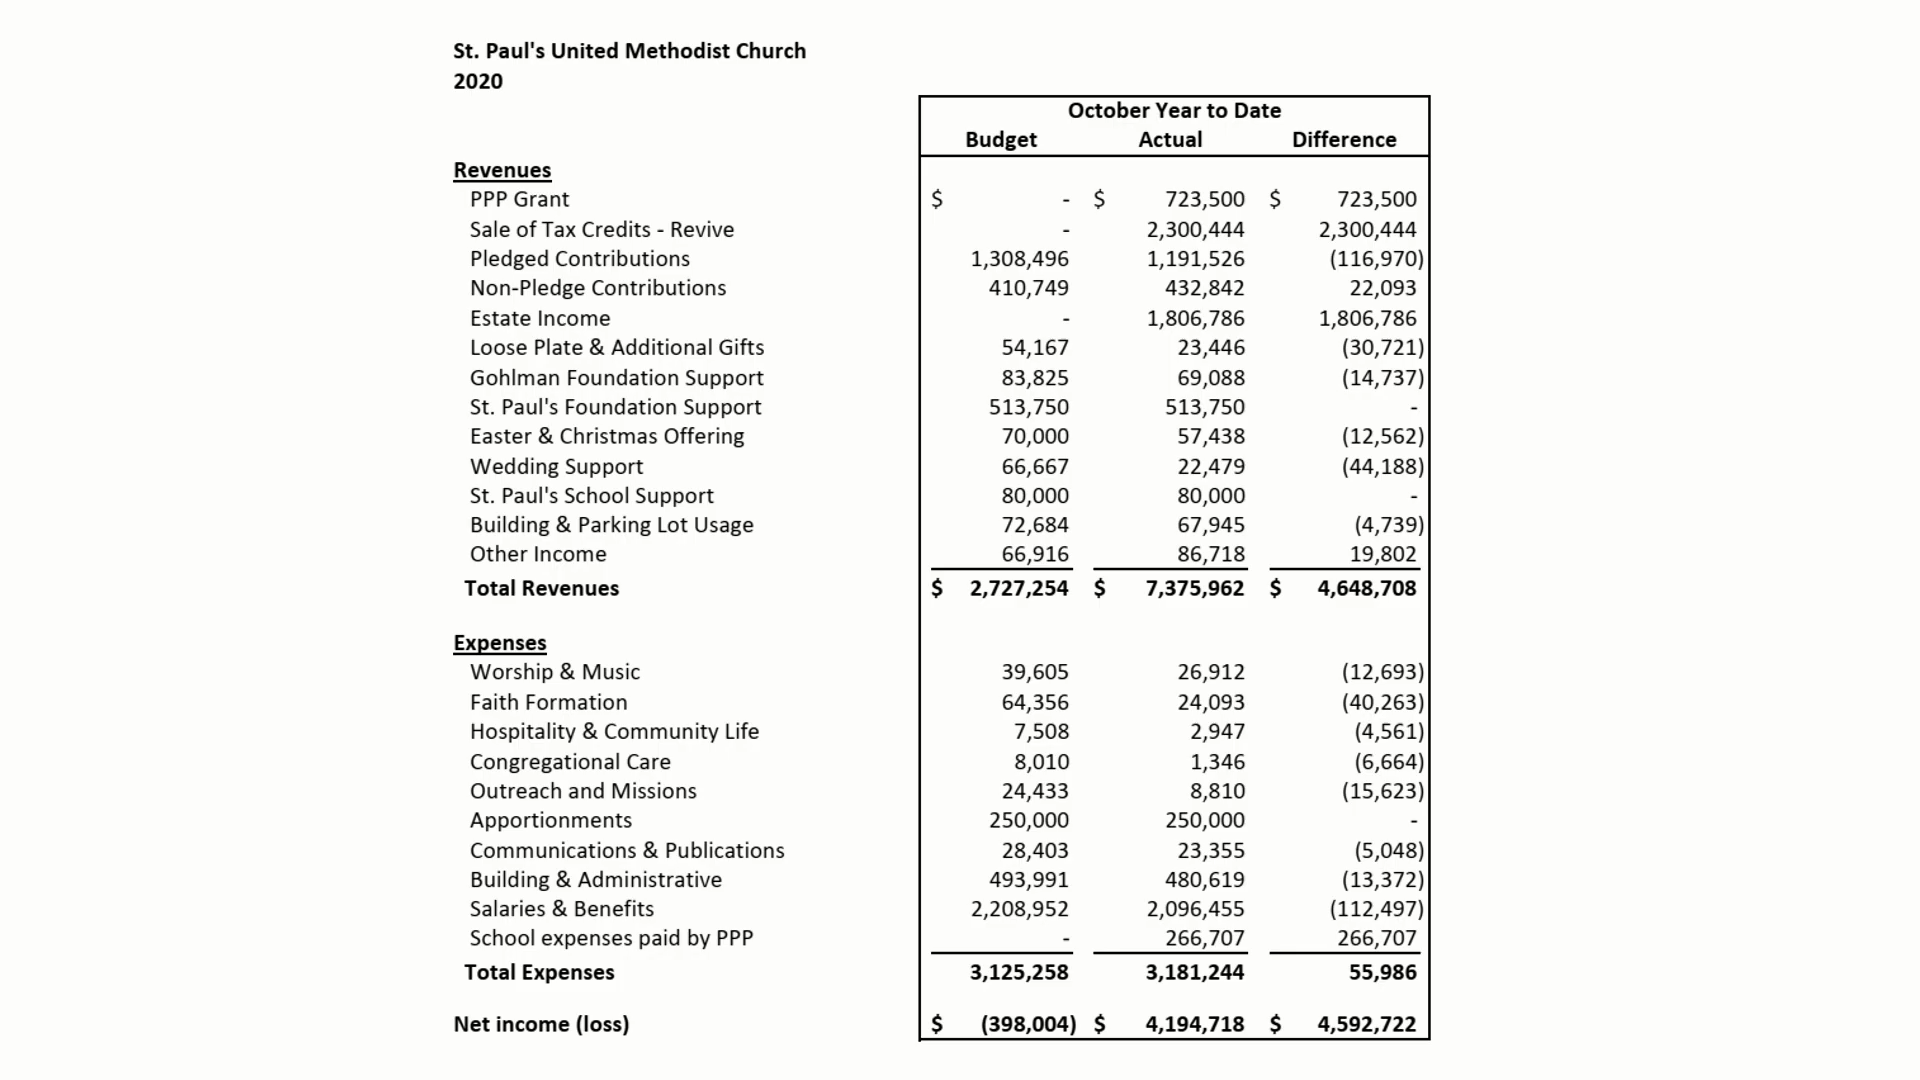 St. Paul's United Methodist Church
2020
October Year to Date
Budget Actual Difference
Revenues
PPP Grant $ - $ 723,500 $ 723,500
Sale of Tax Credits - Revive - 2,300,444 2,300,444
Pledged Contributions 1,308,496 1,191,526 (116,970)
Non-Pledge Contributions 410,749 432,842 22,093
Estate Income - 1,806,786 1,806,786
Loose Plate & Additional Gifts 54,167 23,446 (30,721)
Gohlman Foundation Support 83,825 69,088 (14,737)
St. Paul's Foundation Support 513,750 513,750 -
Easter & Christmas Offering 70,000 57,438 (12,562)
Wedding Support 66,667 22,479 (44,188)
St. Paul's School Support 80,000 80,000 -
Building & Parking Lot Usage 72,684 67,945 (4,739)
Other Income 66,916 86,718 19,802
Total Revenues $ 2,727,254 $ 7,375,962 $ 4,648,708
Expenses
Worship & Music 39,605 26,912 (12,693)
Faith Formation 64,356 24,093 (40,263)
Hospitality & Community Life 7,508 2,947 (4,561)
Congregational Care 8,010 1,346 (6,664)
Outreach and Missions 24,433 8,810 (15,623)
Apportionments 250,000 250,000 -
Communications & Publications 28,403 23,355 (5,048)
Building & Administrative 493,991 480,619 (13,372)
Salaries & Benefits 2,208,952 2,096,455 (112,497)
School expenses paid by PPP - 266,707 266,707
Total Expenses 3,125,258 3,181,244 55,986
Net income (loss) $ (398,004) $ 4,194,718 $ 4,592,722